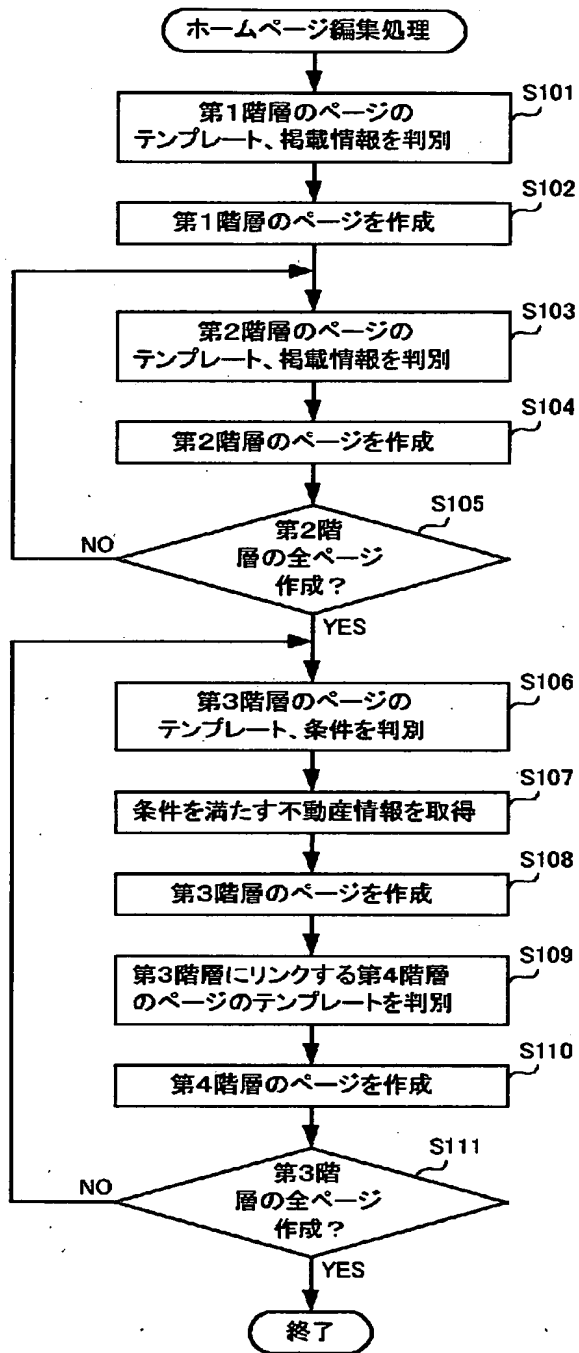 ホームページ編集処理
S101
第1階層のページの
テンプレート、掲載情報を判別
S102
第1階層のページを作成
S103
第2階層のページの
テンプレート、掲載情報を判別
S104
第2階層のページを作成
S105
第2階
層の全ページ
作成?
NO
YES
S106
第3階層のページの
テンプレート、条件を判別
S107
条件を満たす不動産情報を取得
S108
第3階層のページを作成
S109
第3階層にリンクする第4階層
のページのテンプレートを判別
S110
第4階層のページを作成
S111
第3階
層の全ページ
作成?
NO
YES
終了